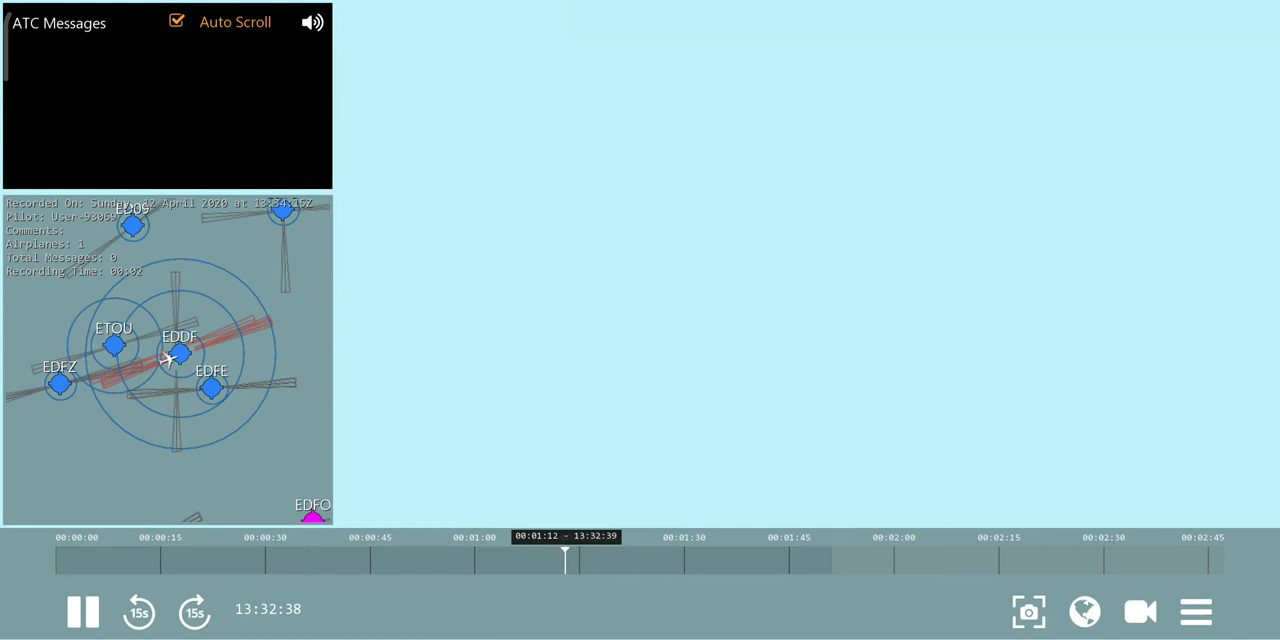 ATC Messages
Auto Scroll
Recorded On: Sunday, 12 April 2020 at 13:34:15Z
Pilot: User-93069
Comments:
Airplanes: 1
Total Messages: 0
Recording Time: 00:02
ED09
ETOU
EDDF
EDFZ
EDFE
EDFO
00:00:00
00:00:15
00:00:30
00:00:45
00:01:00
00:01:12 - 13:32:39
00:01:30
00:01:45
00:02:00
00:02:15
00:02:30
00:02:45
15s
15s
13:32:38